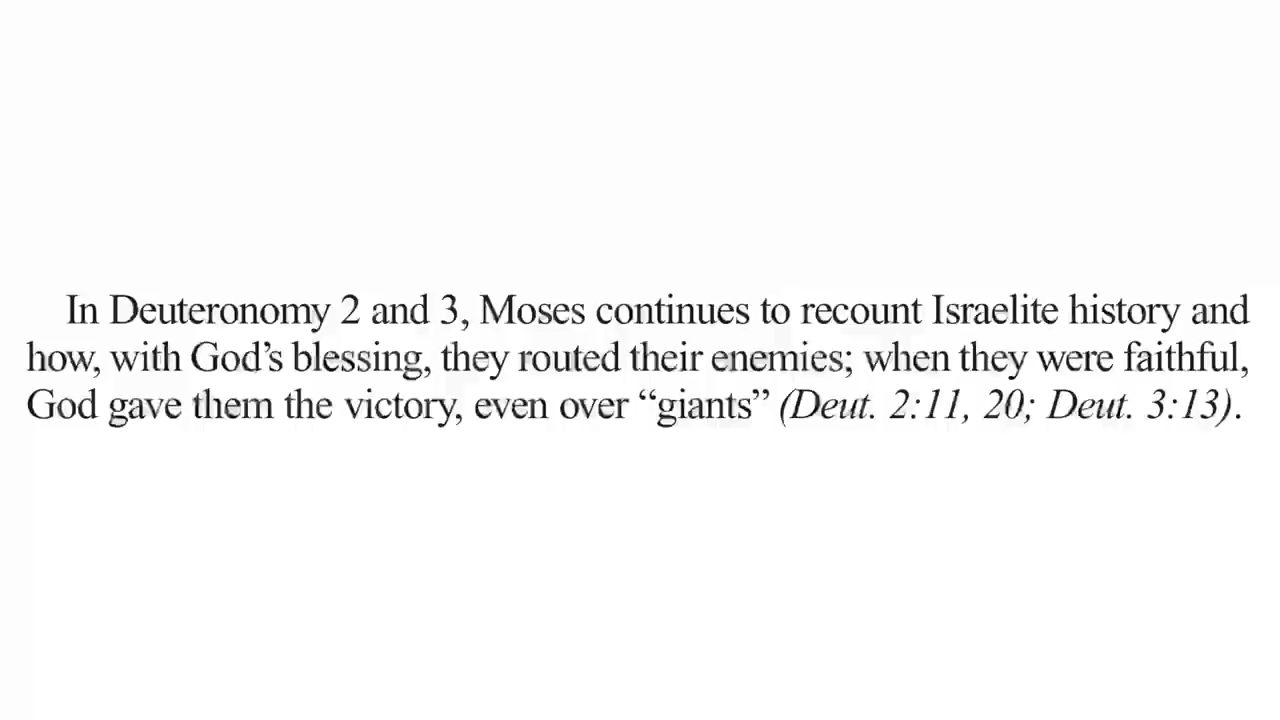 In Deuteronomy 2 and 3, Moses continues to recount Israelite history and
how, with God’s blessing, they routed their enemies; when they were faithful,
God gave them the victory, even over “giants” (Deut. 2:11, 20; Deut. 3:13).